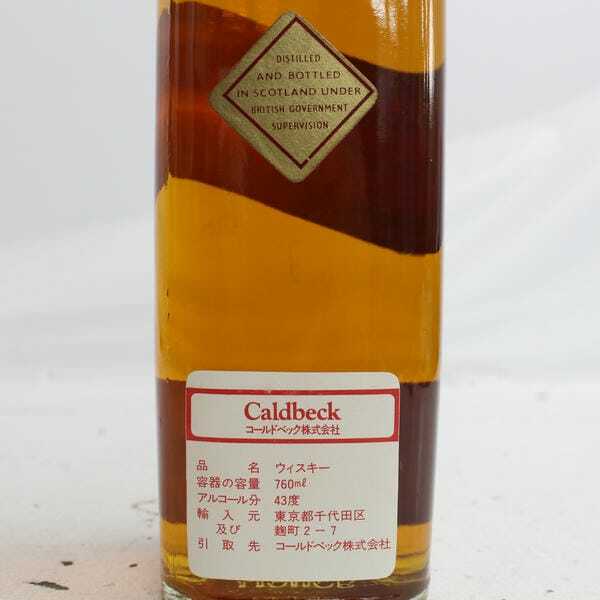 DISTILLED
AND BOTTLED
IN SCOTLAND UNDER
BRITISH GOVERNMENT
SUPERVISION
Caldbeck
コールドベック株式会社
品名 ウィスキー
容器の容量 760ml
アルコール分 43度
輸入元 東京都千代田区
及び 麹町2-7
引取先 コールドベック株式会社